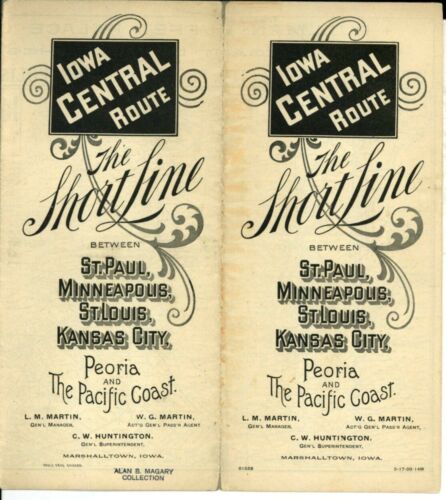 IOWA
CENTRAL
ROUTE
The
Short Line
BETWEEN
ST. PAUL,
MINNEAPOLIS,
ST. LOUIS,
KANSAS CITY,
Peoria
AND
The Pacific Coast.
L. M. MARTIN,
GEN'L MANAGER,
W. G. MARTIN,
ACT'G GEN'L PASS'R AGENT,
C. W. HUNTINGTON,
GEN'L SUPERINTENDENT,
MARSHALLTOWN, IOWA.
ALAN B. MAGARY
COLLECTION
IOWA
CENTRAL
ROUTE
The
Short Line
BETWEEN
ST. PAUL,
MINNEAPOLIS,
ST. LOUIS,
KANSAS CITY,
Peoria
AND
The Pacific Coast.
L. M. MARTIN,
GEN'L MANAGER,
W. G. MARTIN,
ACT'G GEN'L PASS'R AGENT,
C. W. HUNTINGTON,
GEN'L SUPERINTENDENT,
MARSHALLTOWN, IOWA.